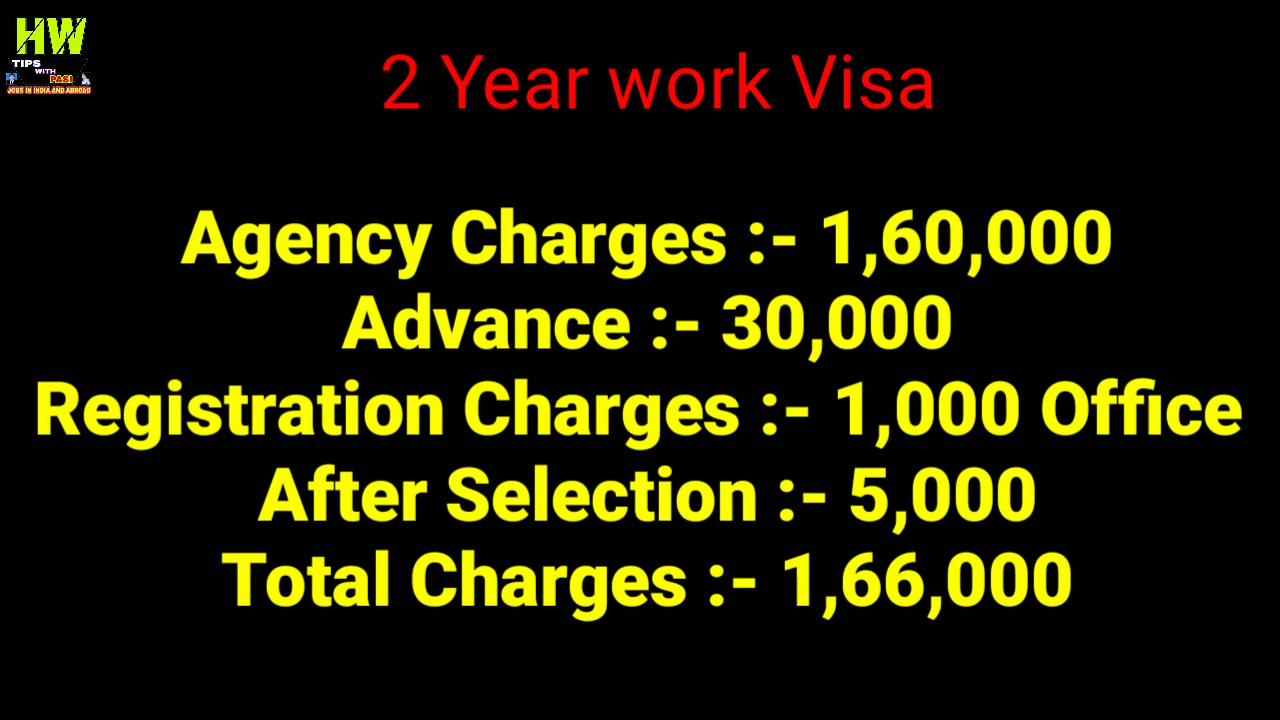 HW
TIPS
WITH
PASI
JOBS IN INDIA AND ABROAD
2 Year work Visa
Agency Charges :- 1,60,000
Advance :- 30,000
Registration Charges :- 1,000 Office
After Selection :- 5,000
Total Charges :- 1,66,000